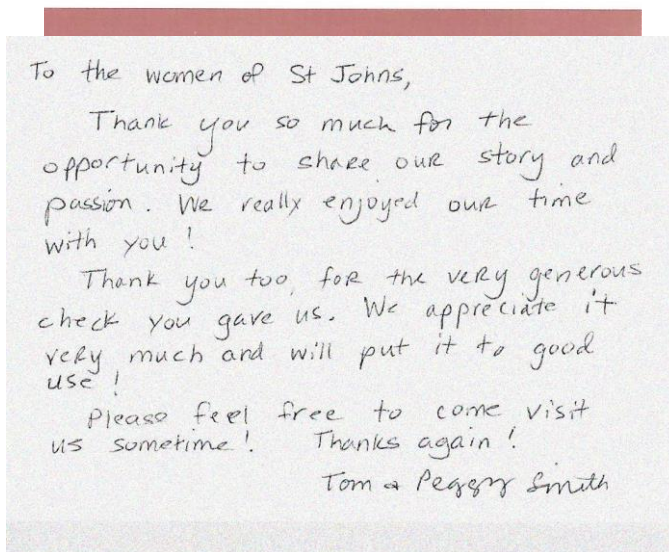 To the women of St Johns,
Thank you so much for the
opportunity to share our story and
passion. We really enjoyed our time
with you!
Thank you too, for the very generous
check you gave us. We appreciate it
very much and will put it to good
use!
Please feel free to come visit
us sometime! Thanks again!
Tom & Peggy Smith